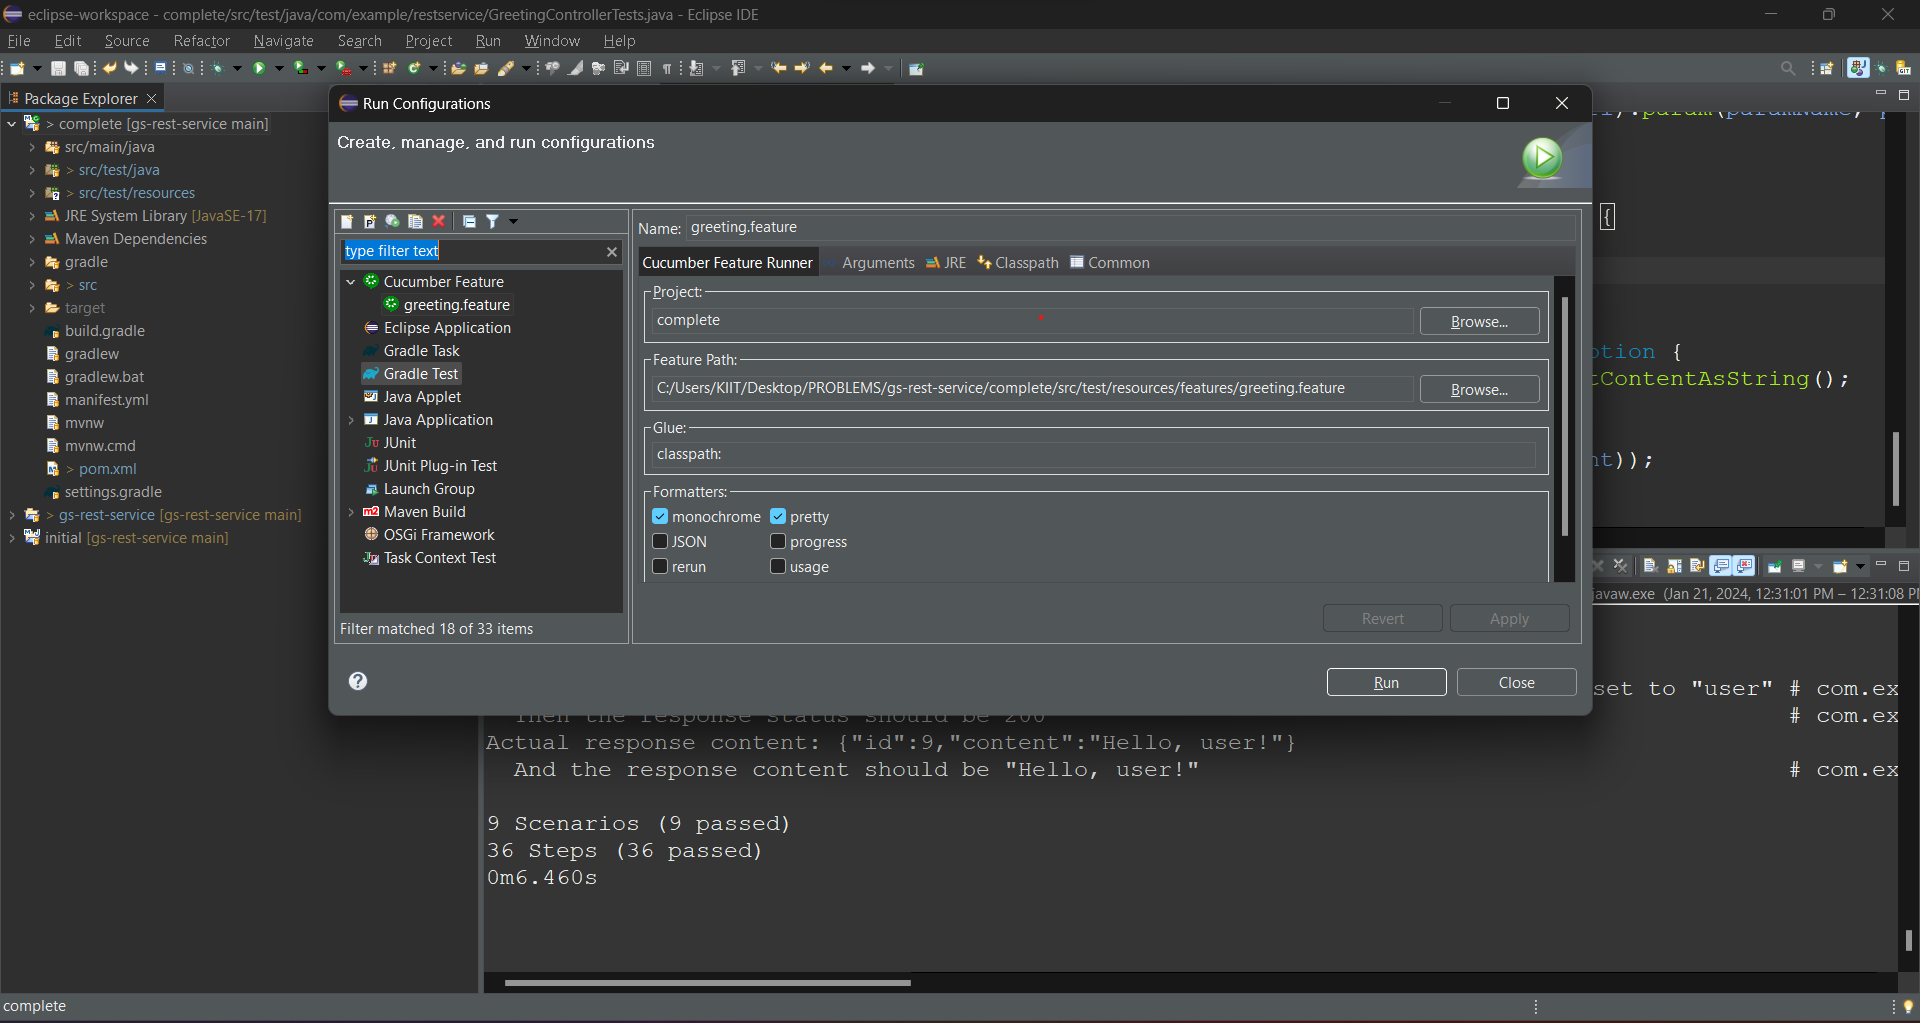 eclipse-workspace - complete/src/test/java/com/example/restservice/GreetingControllerTests.java - Eclipse IDE
File Edit Source Refactor Navigate Search Project Run Window Help
Package Explorer
> complete [gs-rest-service main]
src/main/java
> src/test/java
> src/test/resources
JRE System Library [JavaSE-17]
Maven Dependencies
gradle
> src
target
build.gradle
gradlew
gradlew.bat
manifest.yml
mvnw
mvnw.cmd
> pom.xml
settings.gradle
> gs-rest-service [gs-rest-service main]
initial [gs-rest-service main]
Run Configurations
Create, manage, and run configurations
type filter text
Cucumber Feature
greeting.feature
Eclipse Application
Gradle Task
Gradle Test
Java Applet
Java Application
JUnit
JUnit Plug-in Test
Launch Group
Maven Build
OSGi Framework
Task Context Test
Filter matched 18 of 33 items
Name: greeting.feature
Cucumber Feature Runner Arguments JRE Classpath Common
Project:
complete Browse...
Feature Path:
C:/Users/KIIT/Desktop/PROBLEMS/gs-rest-service/complete/src/test/resources/features/greeting.feature Browse...
Glue:
classpath:
Formatters:
monochrome pretty
JSON progress
rerun usage
Revert Apply
Run Close
{
ption {
tContentAsString();
nt));
javaw.exe (Jan 21, 2024, 12:31:01 PM – 12:31:08 P
set to "user" # com.ex
Then the response status should be 200 # com.ex
Actual response content: {"id":9,"content":"Hello, user!"}
And the response content should be "Hello, user!" # com.ex
9 Scenarios (9 passed)
36 Steps (36 passed)
0m6.460s
complete